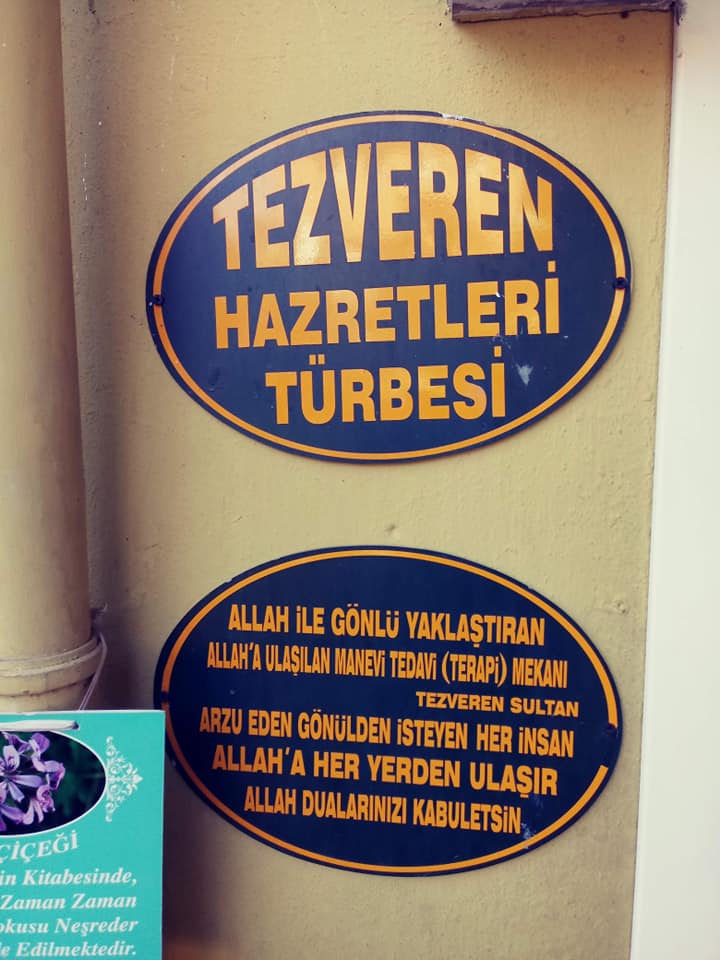 TEZVEREN
HAZRETLERİ
TÜRBESİ
ALLAH İLE GÖNLÜ YAKLAŞTIRAN
ALLAH'A ULAŞILAN MANEVİ TEDAVİ (TERAPİ) MEKANI
TEZVEREN SULTAN
ARZU EDEN GÖNÜLDEN İSTEYEN HER İNSAN
ALLAH'A HER YERDEN ULAŞIR
ALLAH DUALARINIZI KABULETSİN
ÇİÇEĞİ
in Kitabesinde,
Zaman Zaman
okusu Neşreder
Edilmektedir.